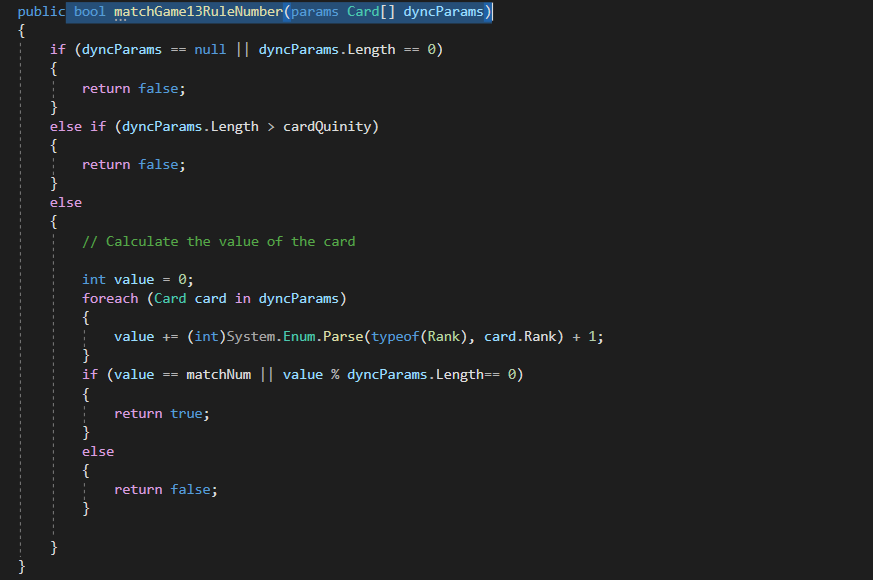 public bool matchGame13RuleNumber(params Card[] dyncParams)
{
    if (dyncParams == null || dyncParams.Length == 0)
    {
        return false;
    }
    else if (dyncParams.Length > cardQuinity)
    {
        return false;
    }
    else
    {
        // Calculate the value of the card
        int value = 0;
        foreach (Card card in dyncParams)
        {
            value += (int)System.Enum.Parse(typeof(Rank), card.Rank) + 1;
        }
        if (value == matchNum || value % dyncParams.Length== 0)
        {
            return true;
        }
        else
        {
            return false;
        }
    }
}